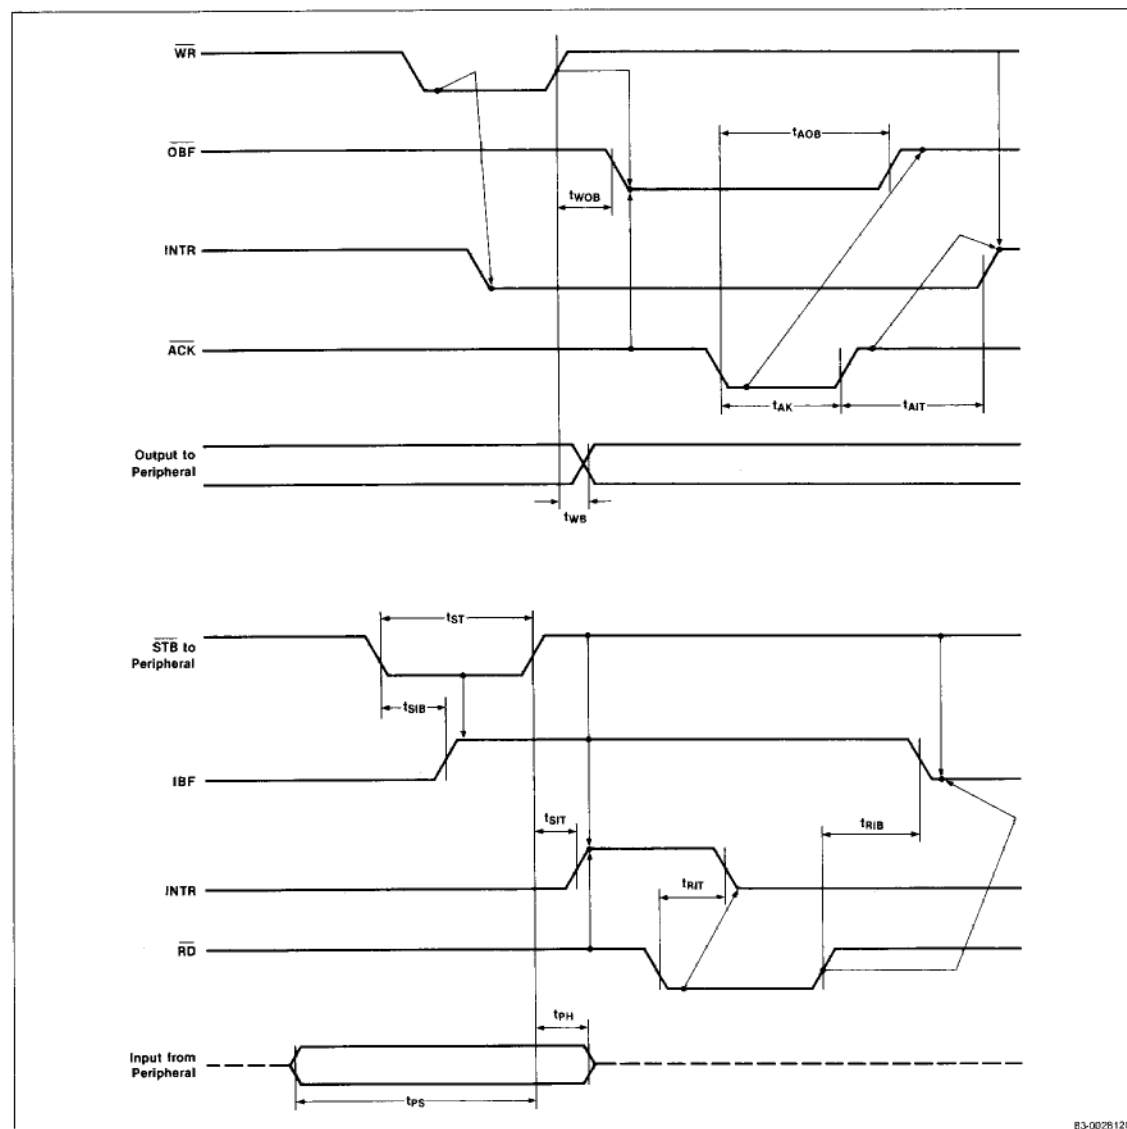 WR
OBF
tAOB
tWOB
INTR
ACK
tAK
tAIT
Output to
Peripheral
tWB
tST
STB to
Peripheral
tSIB
IBF
tSIT
tRIB
INTR
tRIT
RD
tPH
Input from
Peripheral
tPS